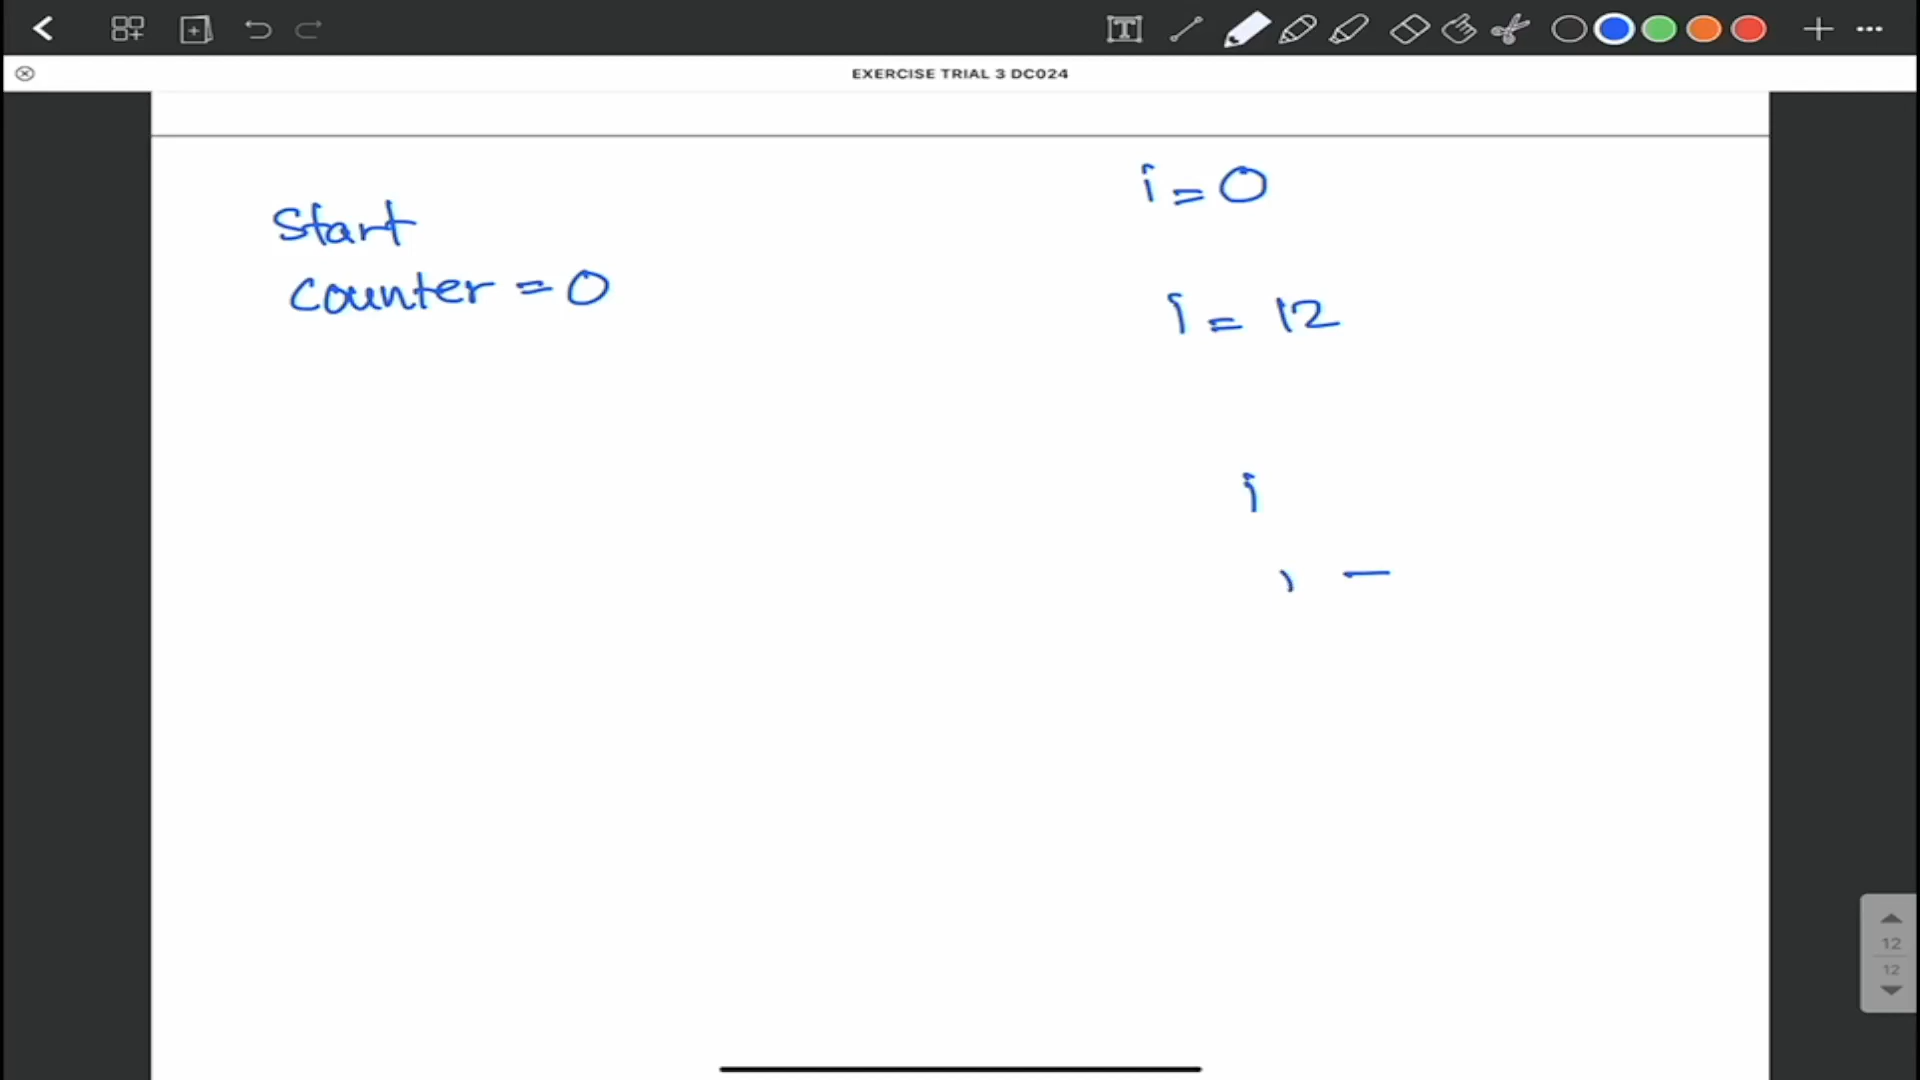 EXERCISE TRIAL 3 DC024
Start
counter = 0
i = 0
i = 12
i
12
12